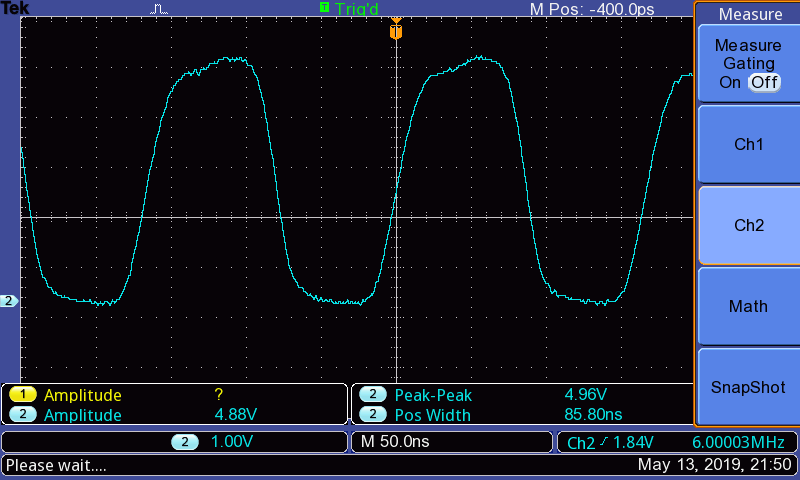 Tek T Trig'd M Pos: -400.0ps
Measure
T
Measure
Gating
On Off
Ch1
Ch2
2
Math
SnapShot
1 Amplitude ? 2 Peak-Peak 4.96V
2 Amplitude 4.88V 2 Pos Width 85.80ns
2 1.00V M 50.0ns Ch2 1.84V 6.00003MHz
Please wait.... May 13, 2019, 21:50